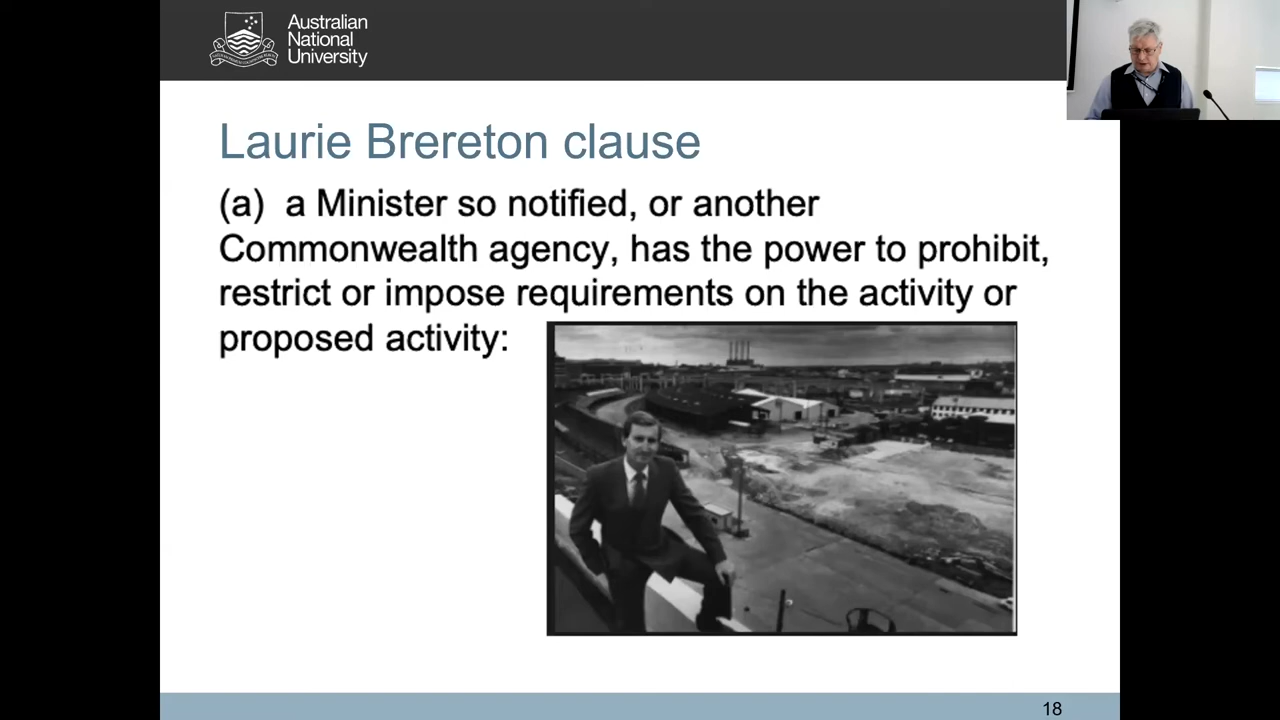 Australian
National
University
Laurie Brereton clause
(a) a Minister so notified, or another
Commonwealth agency, has the power to prohibit,
restrict or impose requirements on the activity or
proposed activity:
18